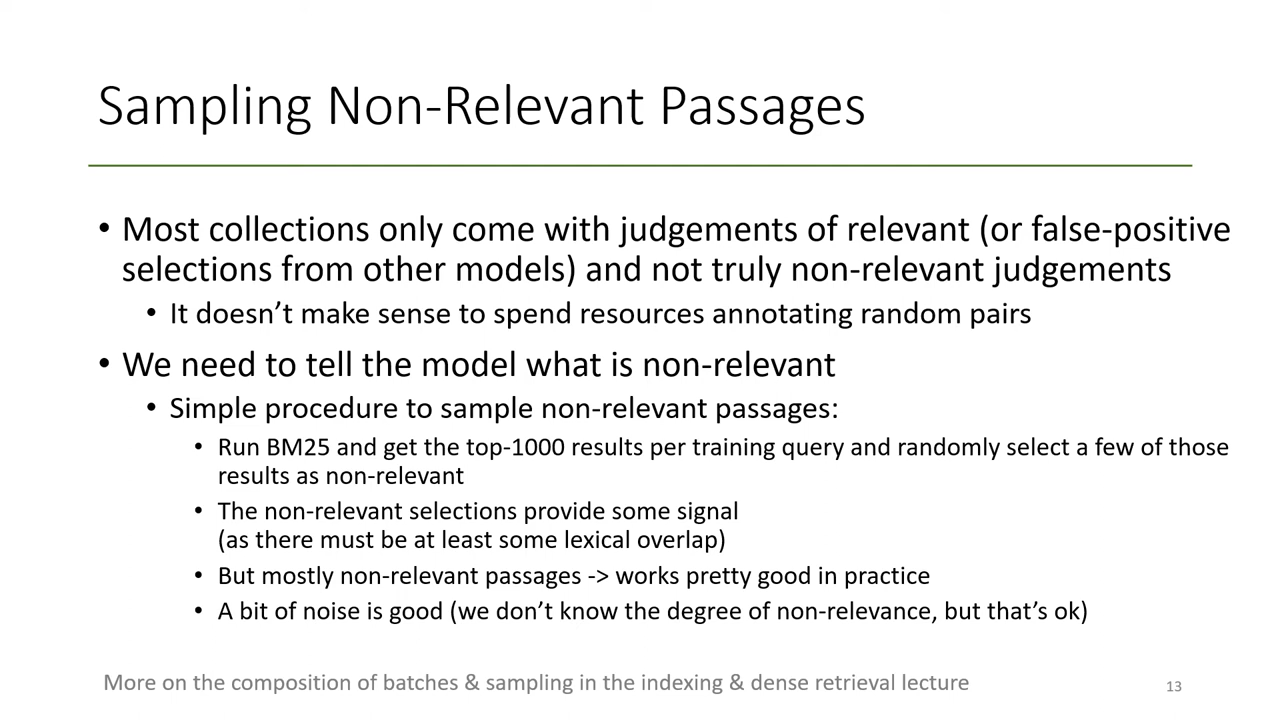 Sampling Non-Relevant Passages
• Most collections only come with judgements of relevant (or false-positive
selections from other models) and not truly non-relevant judgements
• It doesn’t make sense to spend resources annotating random pairs
• We need to tell the model what is non-relevant
• Simple procedure to sample non-relevant passages:
• Run BM25 and get the top-1000 results per training query and randomly select a few of those
results as non-relevant
• The non-relevant selections provide some signal
(as there must be at least some lexical overlap)
• But mostly non-relevant passages -> works pretty good in practice
• A bit of noise is good (we don’t know the degree of non-relevance, but that’s ok)
More on the composition of batches & sampling in the indexing & dense retrieval lecture
13